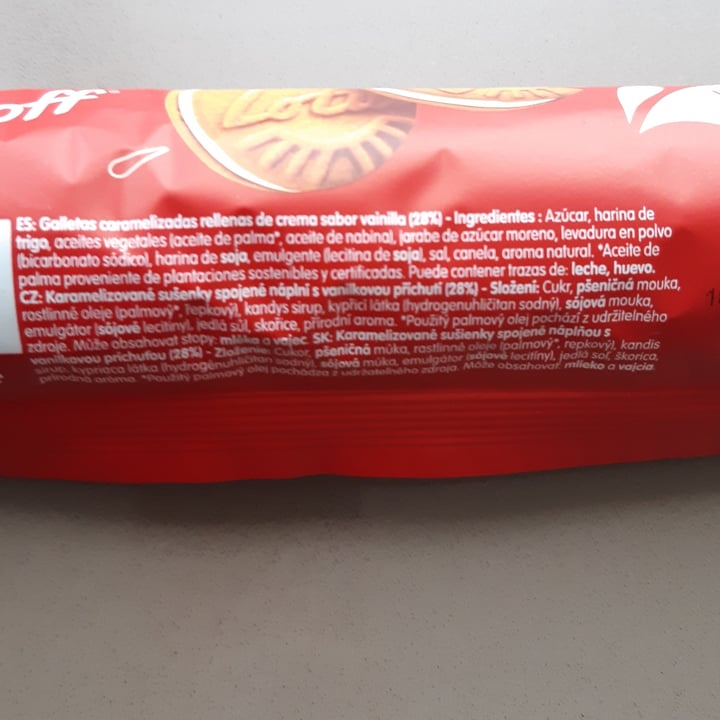 off
Lotu
ES: Galletas caramelizadas rellenas de crema sabor vainilla (28%) - Ingredientes : Azúcar, harina de
trigo, aceites vegetales (aceite de palma*, aceite de nabina), jarabe de azúcar moreno, levadura en polvo
(bicarbonato sódico), harina de soja, emulgente (lecitina de soja), sal, canela, aroma natural. *Aceite de
palma proveniente de plantaciones sostenibles y certificadas. Puede contener trazas de: leche, huevo.
CZ: Karamelizované sušenky spojené náplní s vanilkovou příchutí (28%) - Složení: Cukr, pšeničná mouka,
rostlinné oleje (palmový*, řepkový), kandys sirup, kypřicí látka (hydrogenuhličitan sodný), sójová mouka,
emulgátor (sójové lecitiny), jedlá sůl, skořice, přírodní aroma. *Použitý palmový olej pochází z udržitelného
zdroje. Může obsahovat stopy: mléka a vajec SK: Karamelizované sušienky spojené náplňou s
vanilkovou príchuťou (28%) - Zloženie: Cukor, pšeničná múka, rastlinné oleje (palmový*, repkový), kandis
sirup, kypriaca látka (hydrogenuhličitan sodný), sójová múka, emulgátor (sójové lecitíny), jedlá soľ, škorica,
prírodná aróma. *Použitý palmový olej pochádza z udržateľného zdroja. Môže obsahovať: mlieko a vajcia.